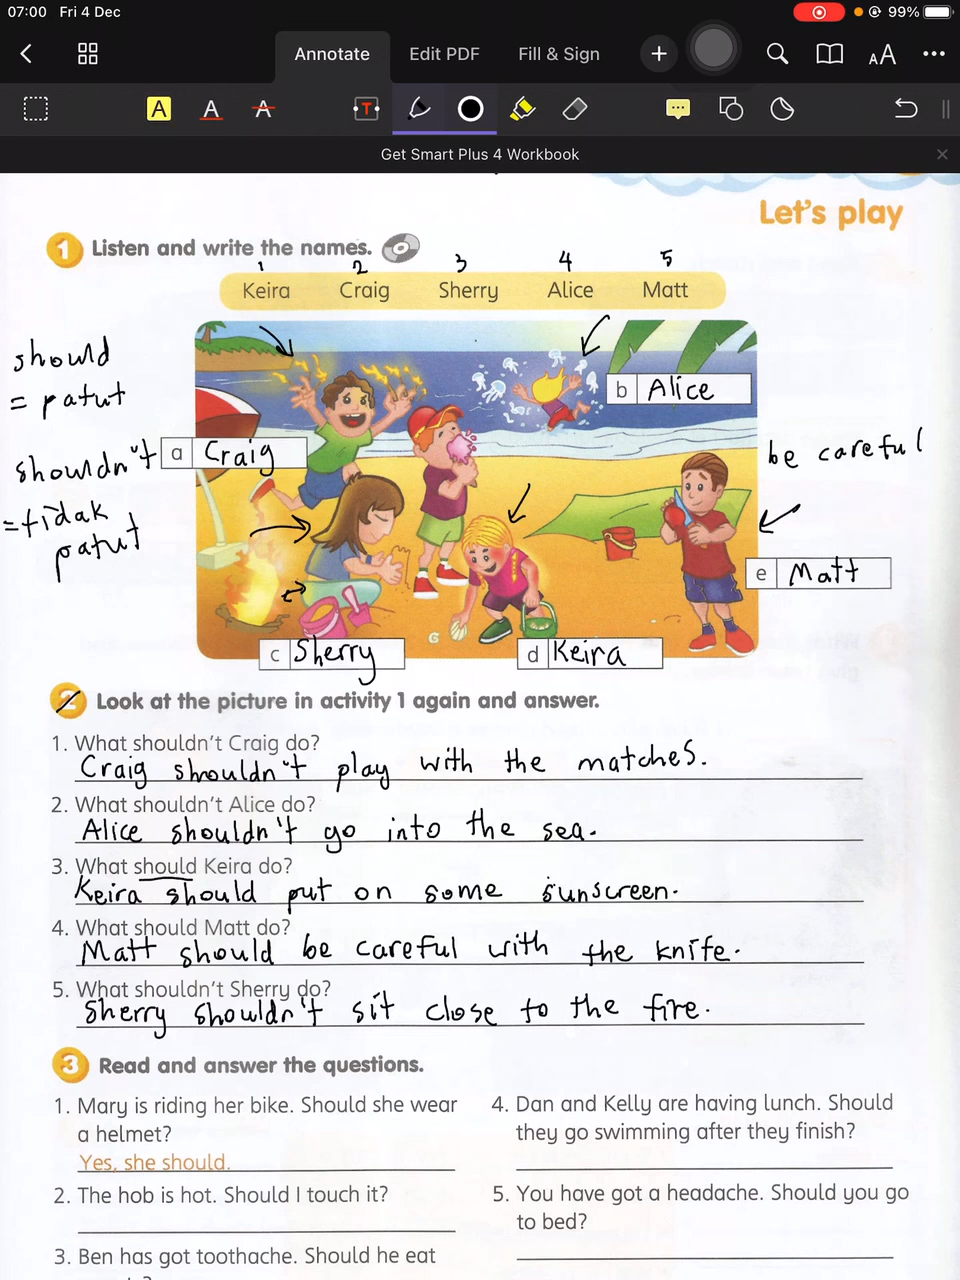 07:00 Fri 4 Dec
99%
Annotate
Edit PDF
Fill & Sign
AA
A
A
A
T
Get Smart Plus 4 Workbook
Let's play
1 Listen and write the names.
1 2 3 4 5
Keira Craig Sherry Alice Matt
should
= patut
shouldn't
=tidak
patut
a Craig
b Alice
be careful
e Matt
c Sherry
d Keira
2 Look at the picture in activity 1 again and answer.
1. What shouldn't Craig do?
Craig shouldn't play with the matches.
2. What shouldn't Alice do?
Alice shouldn't go into the sea.
3. What should Keira do?
Keira should put on some sunscreen.
4. What should Matt do?
Matt should be careful with the knife.
5. What shouldn't Sherry do?
Sherry shouldn't sit close to the fire.
3 Read and answer the questions.
1. Mary is riding her bike. Should she wear
a helmet?
Yes, she should.
2. The hob is hot. Should I touch it?
3. Ben has got toothache. Should he eat
4. Dan and Kelly are having lunch. Should
they go swimming after they finish?
5. You have got a headache. Should you go
to bed?